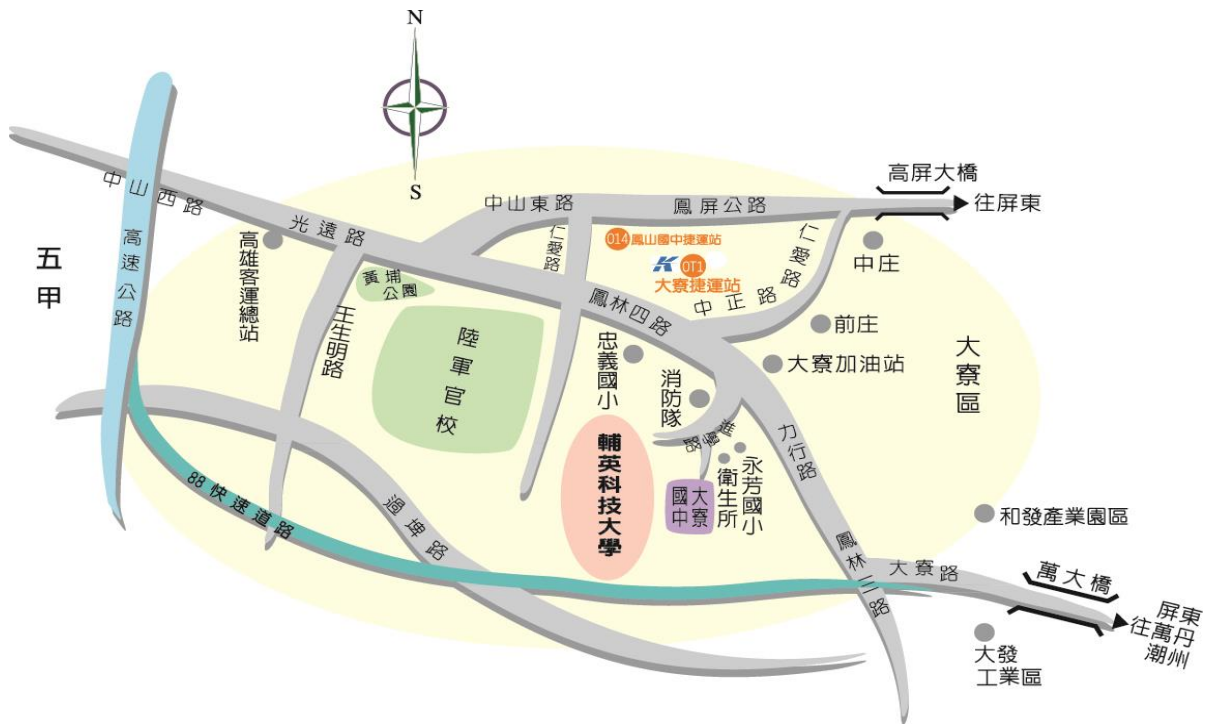 N
S
中山西路
光遠路
中山東路
鳳屏公路
高屏大橋
往屏東
五甲
高速公路
高雄客運總站
黃埔
公園
王生明路
仁愛路
014 鳳山國中捷運站
K OT1
大寮捷運站
仁愛路
中正路
中庄
前庄
大寮加油站
大寮區
鳳林四路
陸軍官校
忠義國小
消防隊
進學路
輔英科技大學
大寮
國中
衛生所
永芳國小
力行路
和發產業園區
88快速道路
過埤路
鳳林三路
大寮路
萬大橋
屏東
往萬丹
潮州
大發
工業區